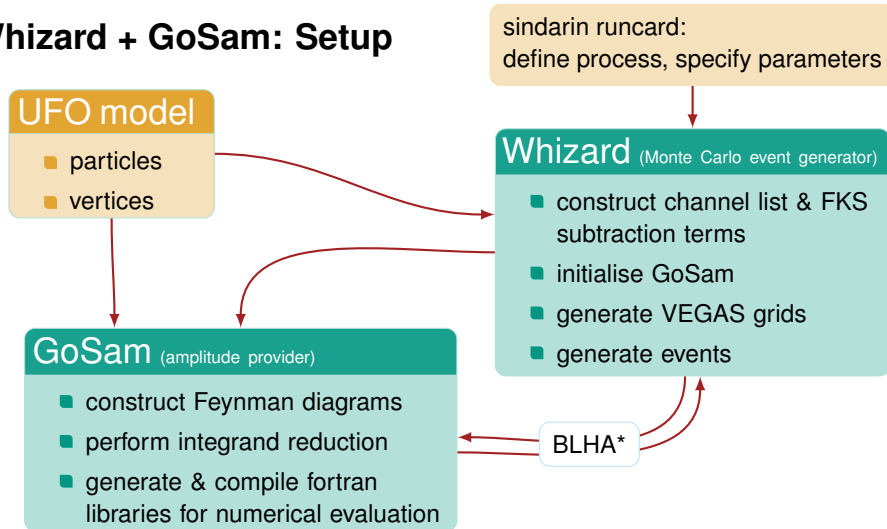 Whizard + GoSam: Setup
sindarin runcard:
define process, specify parameters
UFO model
particles
vertices
Whizard (Monte Carlo event generator)
construct channel list & FKS
subtraction terms
initialise GoSam
generate VEGAS grids
generate events
GoSam (amplitude provider)
construct Feynman diagrams
perform integrand reduction
generate & compile fortran
libraries for numerical evaluation
BLHA*